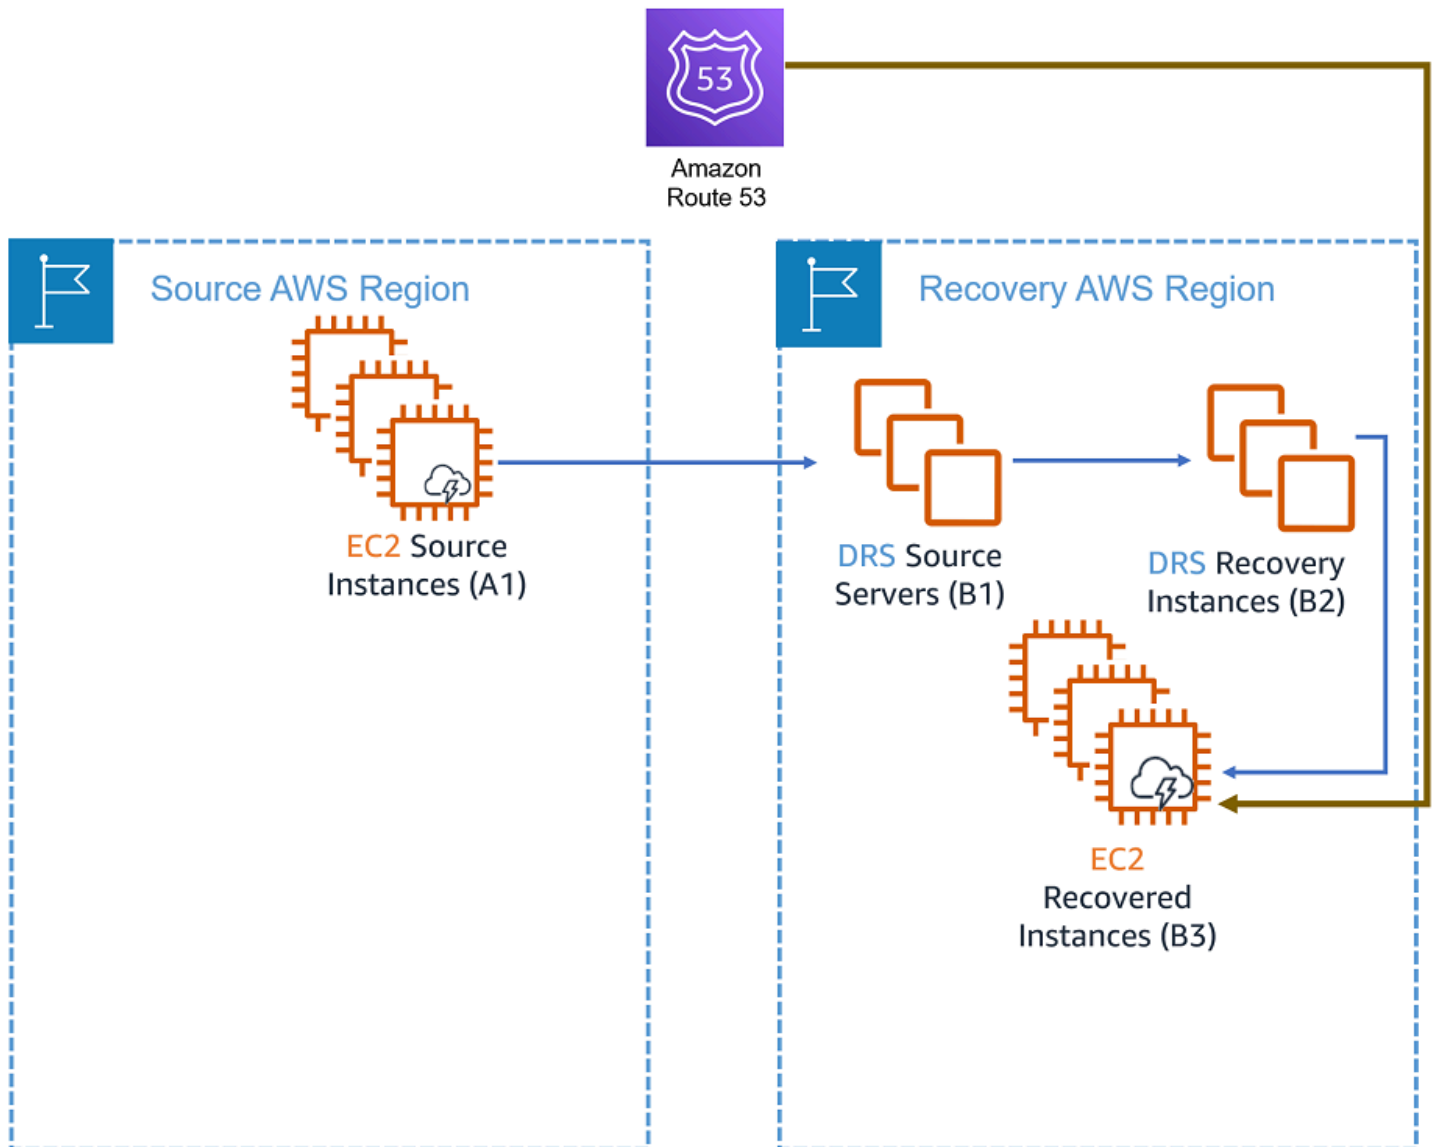 53
Amazon
Route 53
Source AWS Region
Recovery AWS Region
EC2 Source
Instances (A1)
DRS Source
Servers (B1)
DRS Recovery
Instances (B2)
EC2
Recovered
Instances (B3)